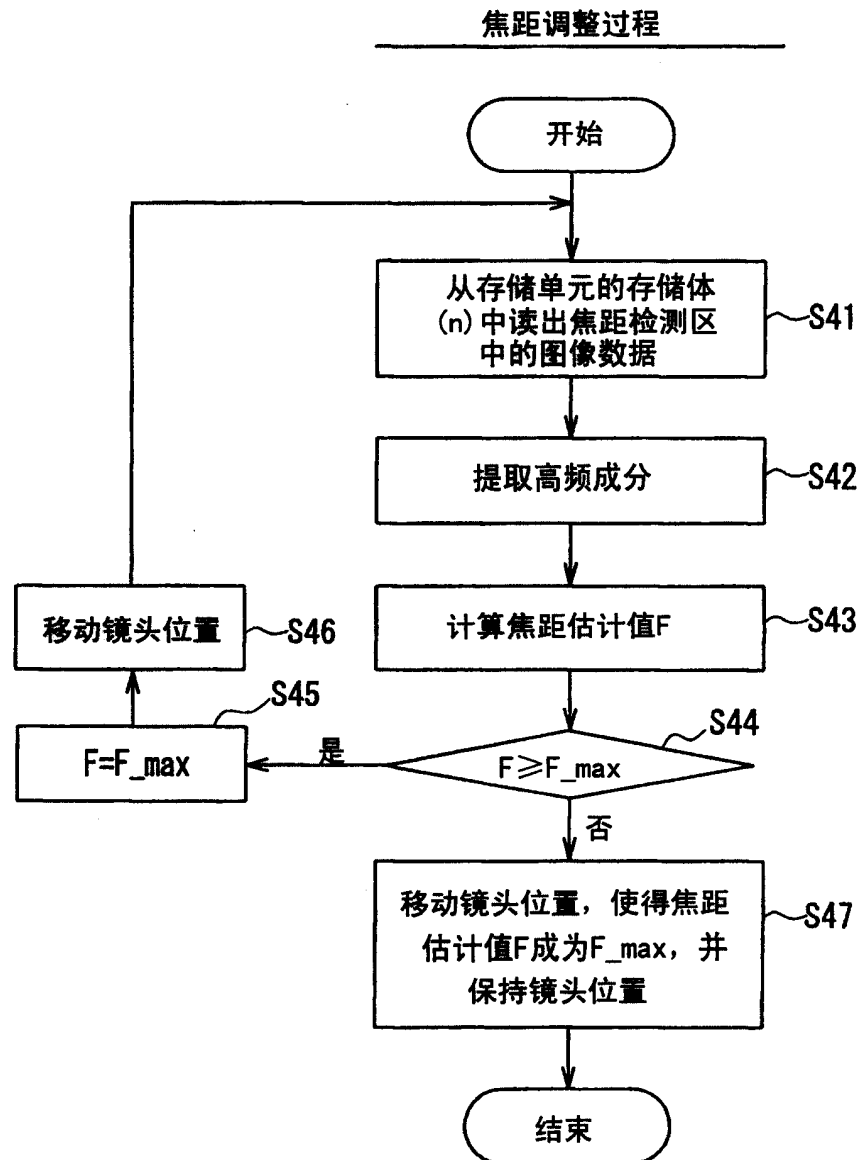 焦距调整过程
开始
从存储单元的存储体
(n)中读出焦距检测区
中的图像数据
S41
提取高频成分
S42
计算焦距估计值F
S43
移动镜头位置
S46
S45
F=F_max
是
S44
F≥F_max
否
移动镜头位置，使得焦距
估计值F成为F_max，并
保持镜头位置
S47
结束